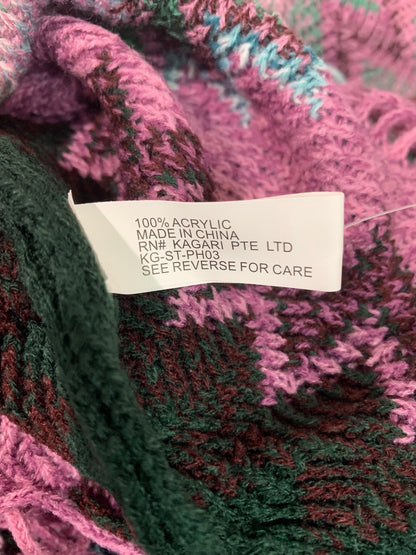 100% ACRYLIC
MADE IN CHINA
RN# KAGARI PTE LTD
KG-ST-PH03
SEE REVERSE FOR CARE